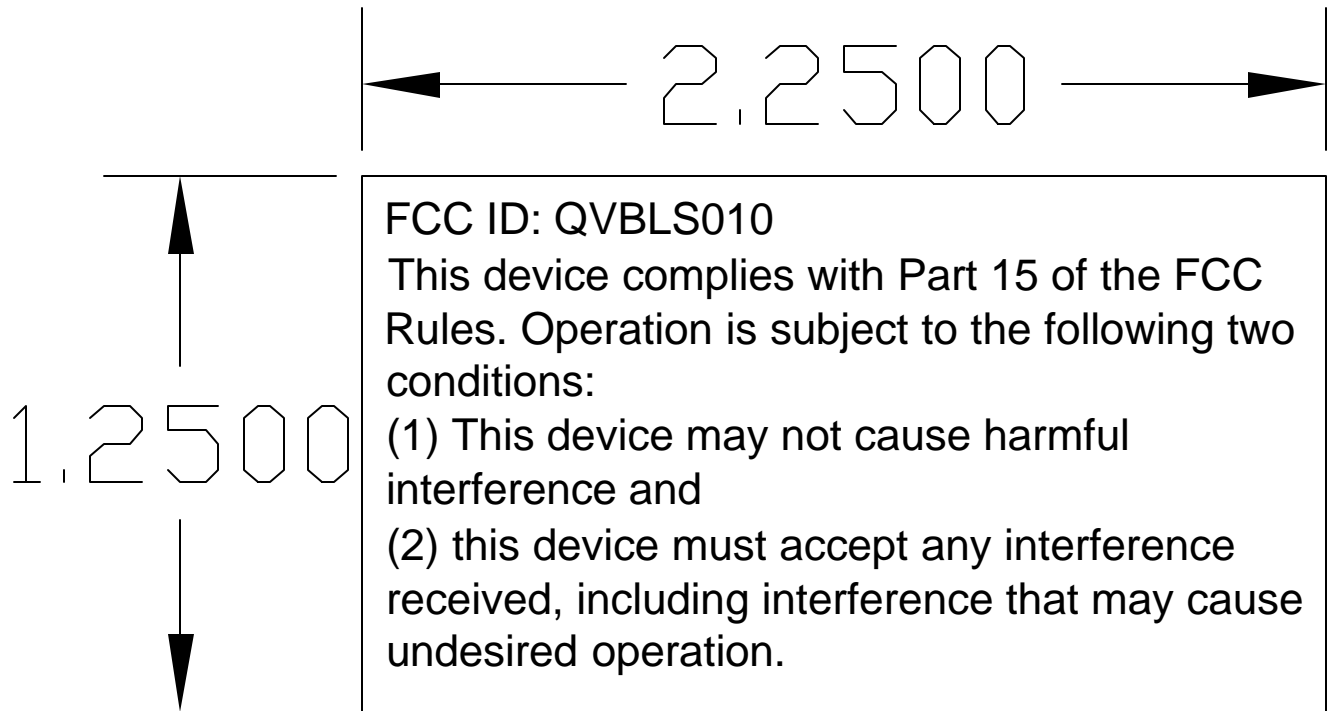 2.2500
1.2500
FCC ID: QVBLS010
This device complies with Part 15 of the FCC
Rules. Operation is subject to the following two
conditions:
(1) This device may not cause harmful
interference and
(2) this device must accept any interference
received, including interference that may cause
undesired operation.